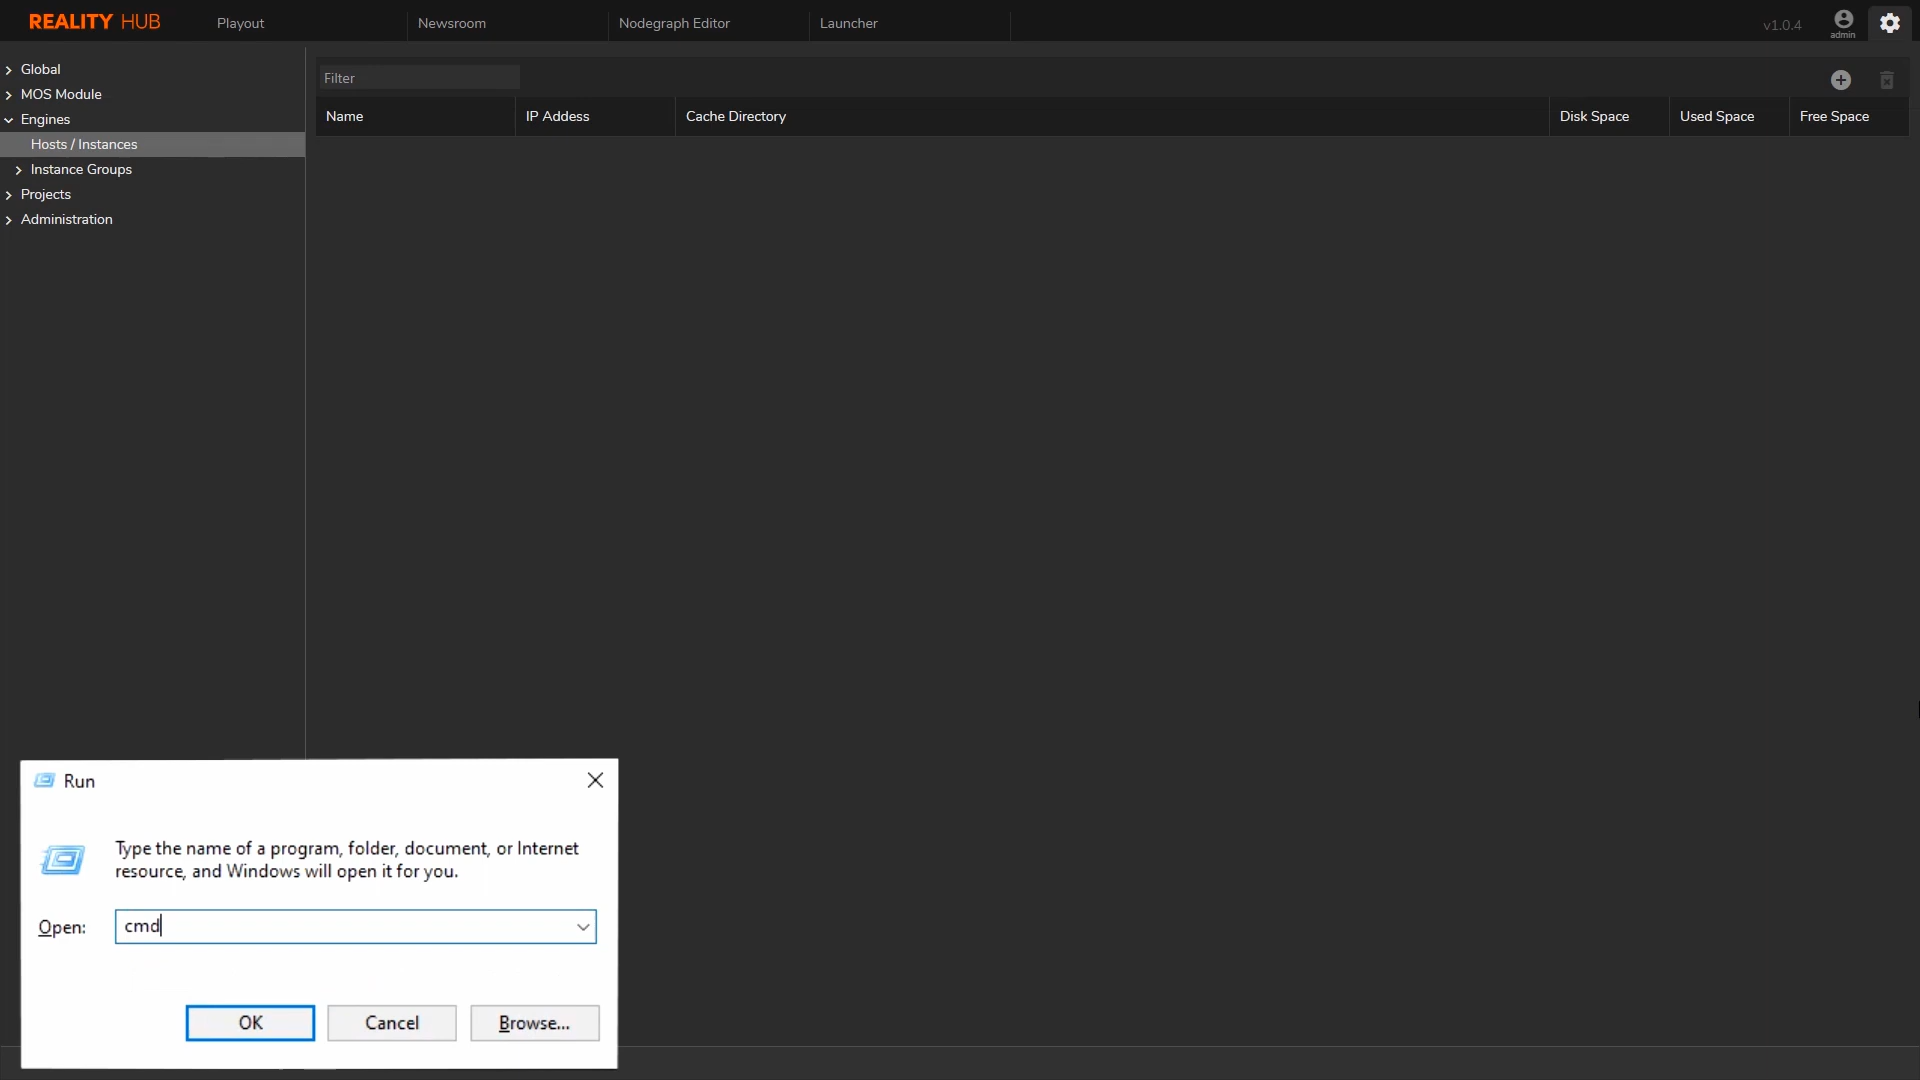 REALITY HUB
Playout
Newsroom
Nodegraph Editor
Launcher
v1.0.4
admin
Global
MOS Module
Engines
Hosts / Instances
Instance Groups
Projects
Administration
Filter
Name
IP Addess
Cache Directory
Disk Space
Used Space
Free Space
Run
Type the name of a program, folder, document, or Internet
resource, and Windows will open it for you.
Open:
cmd
OK
Cancel
Browse...